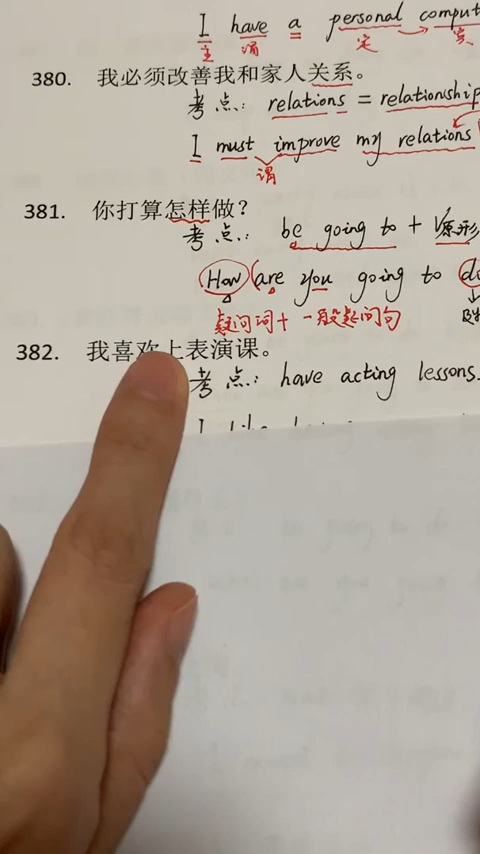 I have a personal comput
主 谓 定 宾
380. 我必须改善我和家人关系。
考点: relations = relationship
I must improve my relations
谓
381. 你打算怎样做?
考点: be going to + V原形
How are you going to do
疑问词+ 一般疑问句
382. 我喜欢上表演课。
考点: have acting lessons.